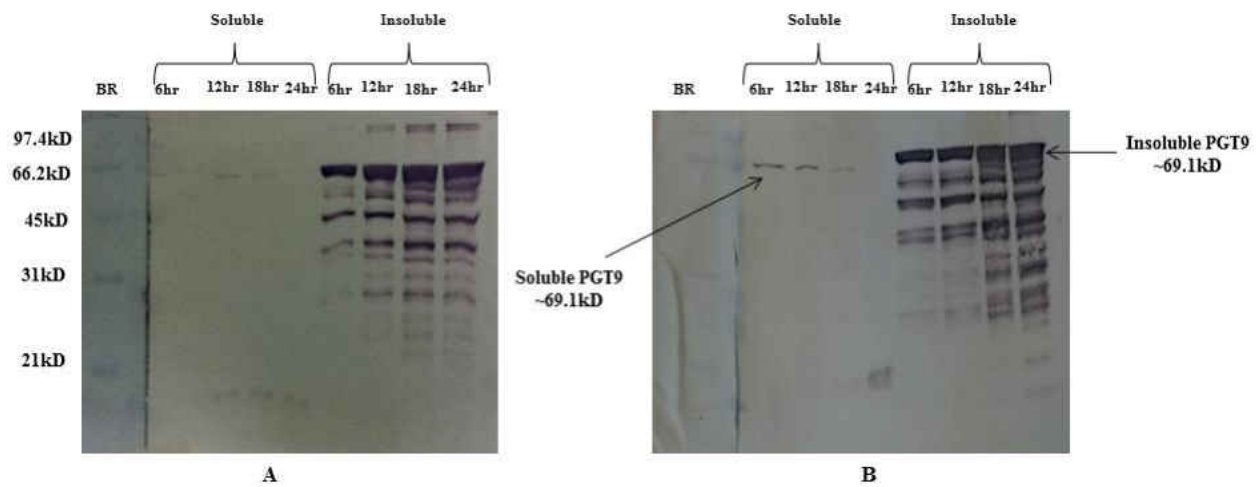 Soluble
Insoluble
BR
6hr
12hr
18hr
24hr
6hr
12hr
18hr
24hr
97.4kD
66.2kD
45kD
31kD
21kD
A
Soluble
Insoluble
BR
6hr
12hr
18hr
24hr
6hr
12hr
18hr
24hr
Insoluble PGT9
~69.1kD
Soluble PGT9
~69.1kD
B